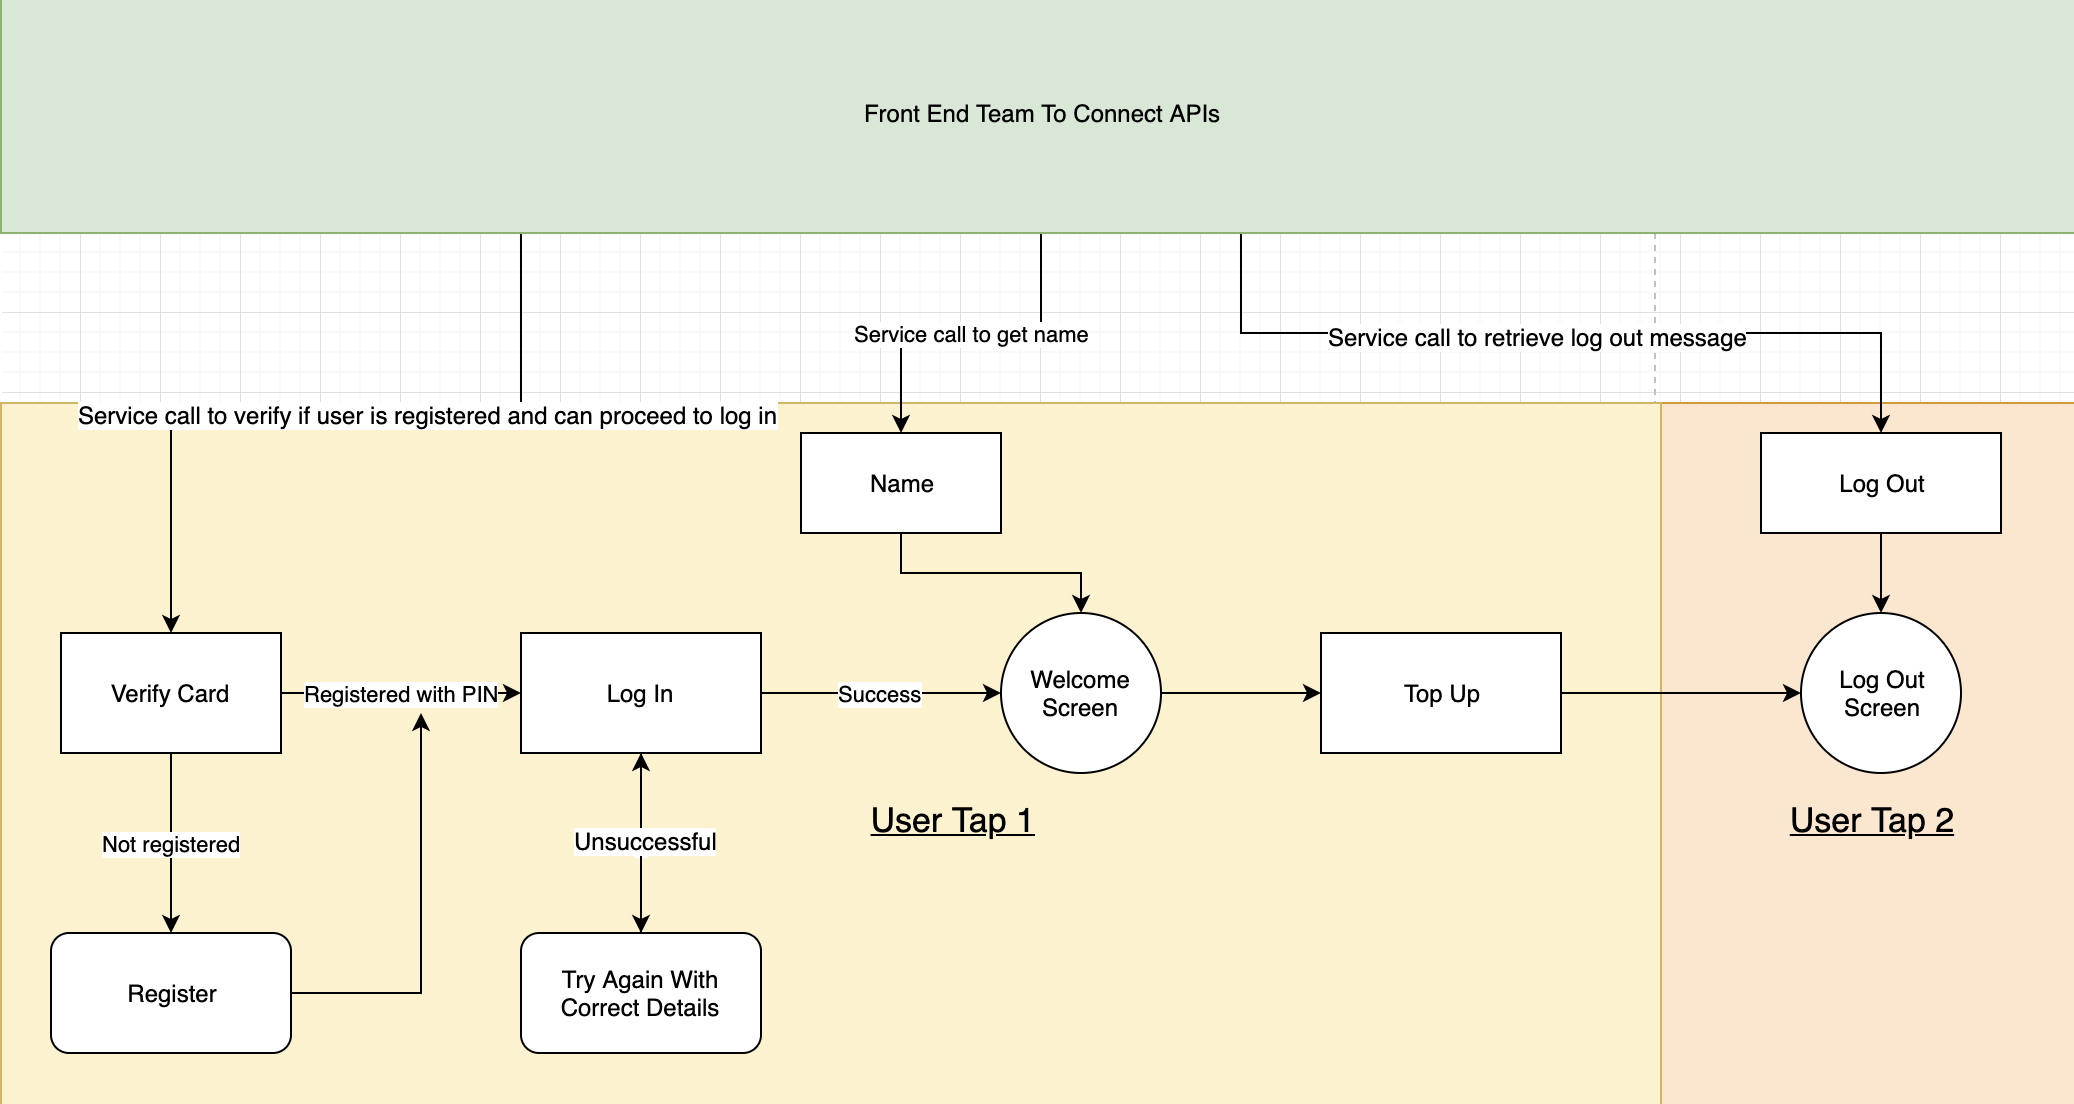 Front End Team To Connect APIs
Service call to get name
Service call to retrieve log out message
Service call to verify if user is registered and can proceed to log in
Name
Log Out
Verify Card
Registered with PIN
Log In
Success
Welcome
Screen
Top Up
Log Out
Screen
User Tap 1
User Tap 2
Not registered
Unsuccessful
Register
Try Again With
Correct Details